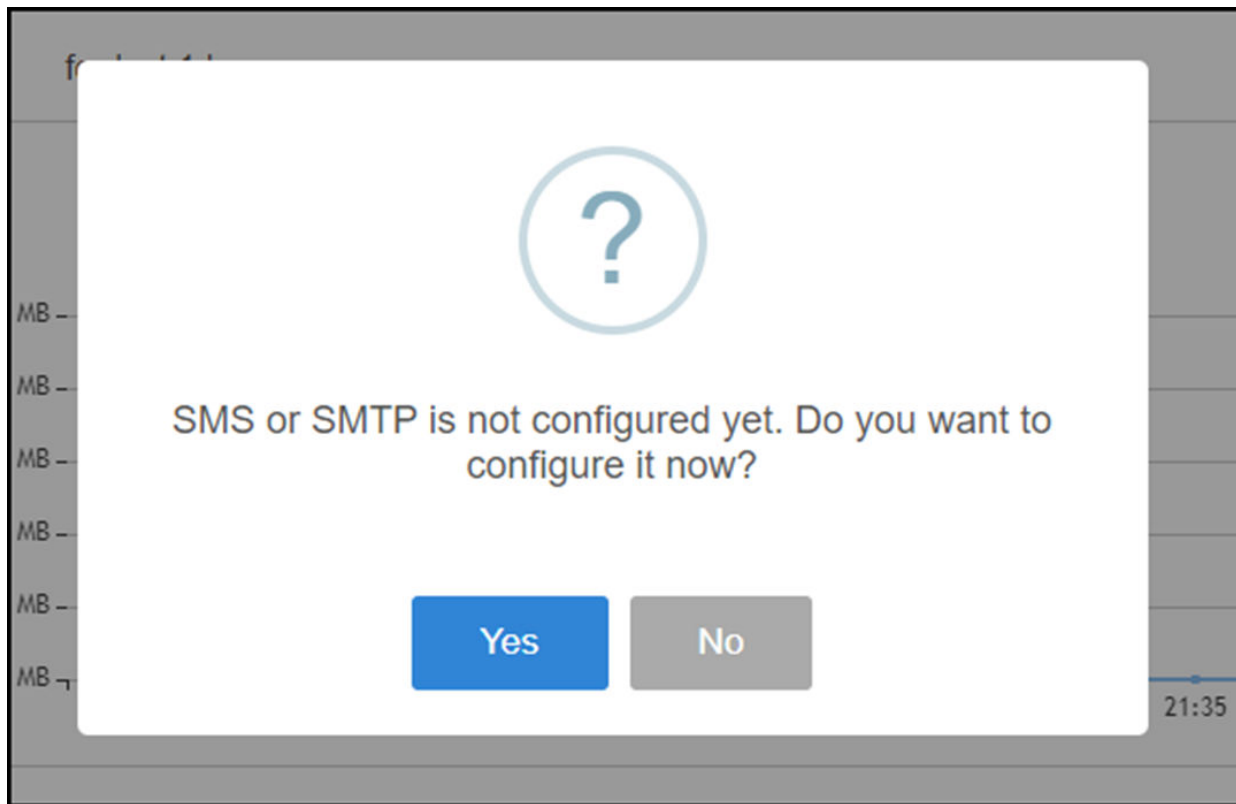 ?
SMS or SMTP is not configured yet. Do you want to
configure it now?
Yes No
MB
MB
MB
MB
MB
MB
21:35